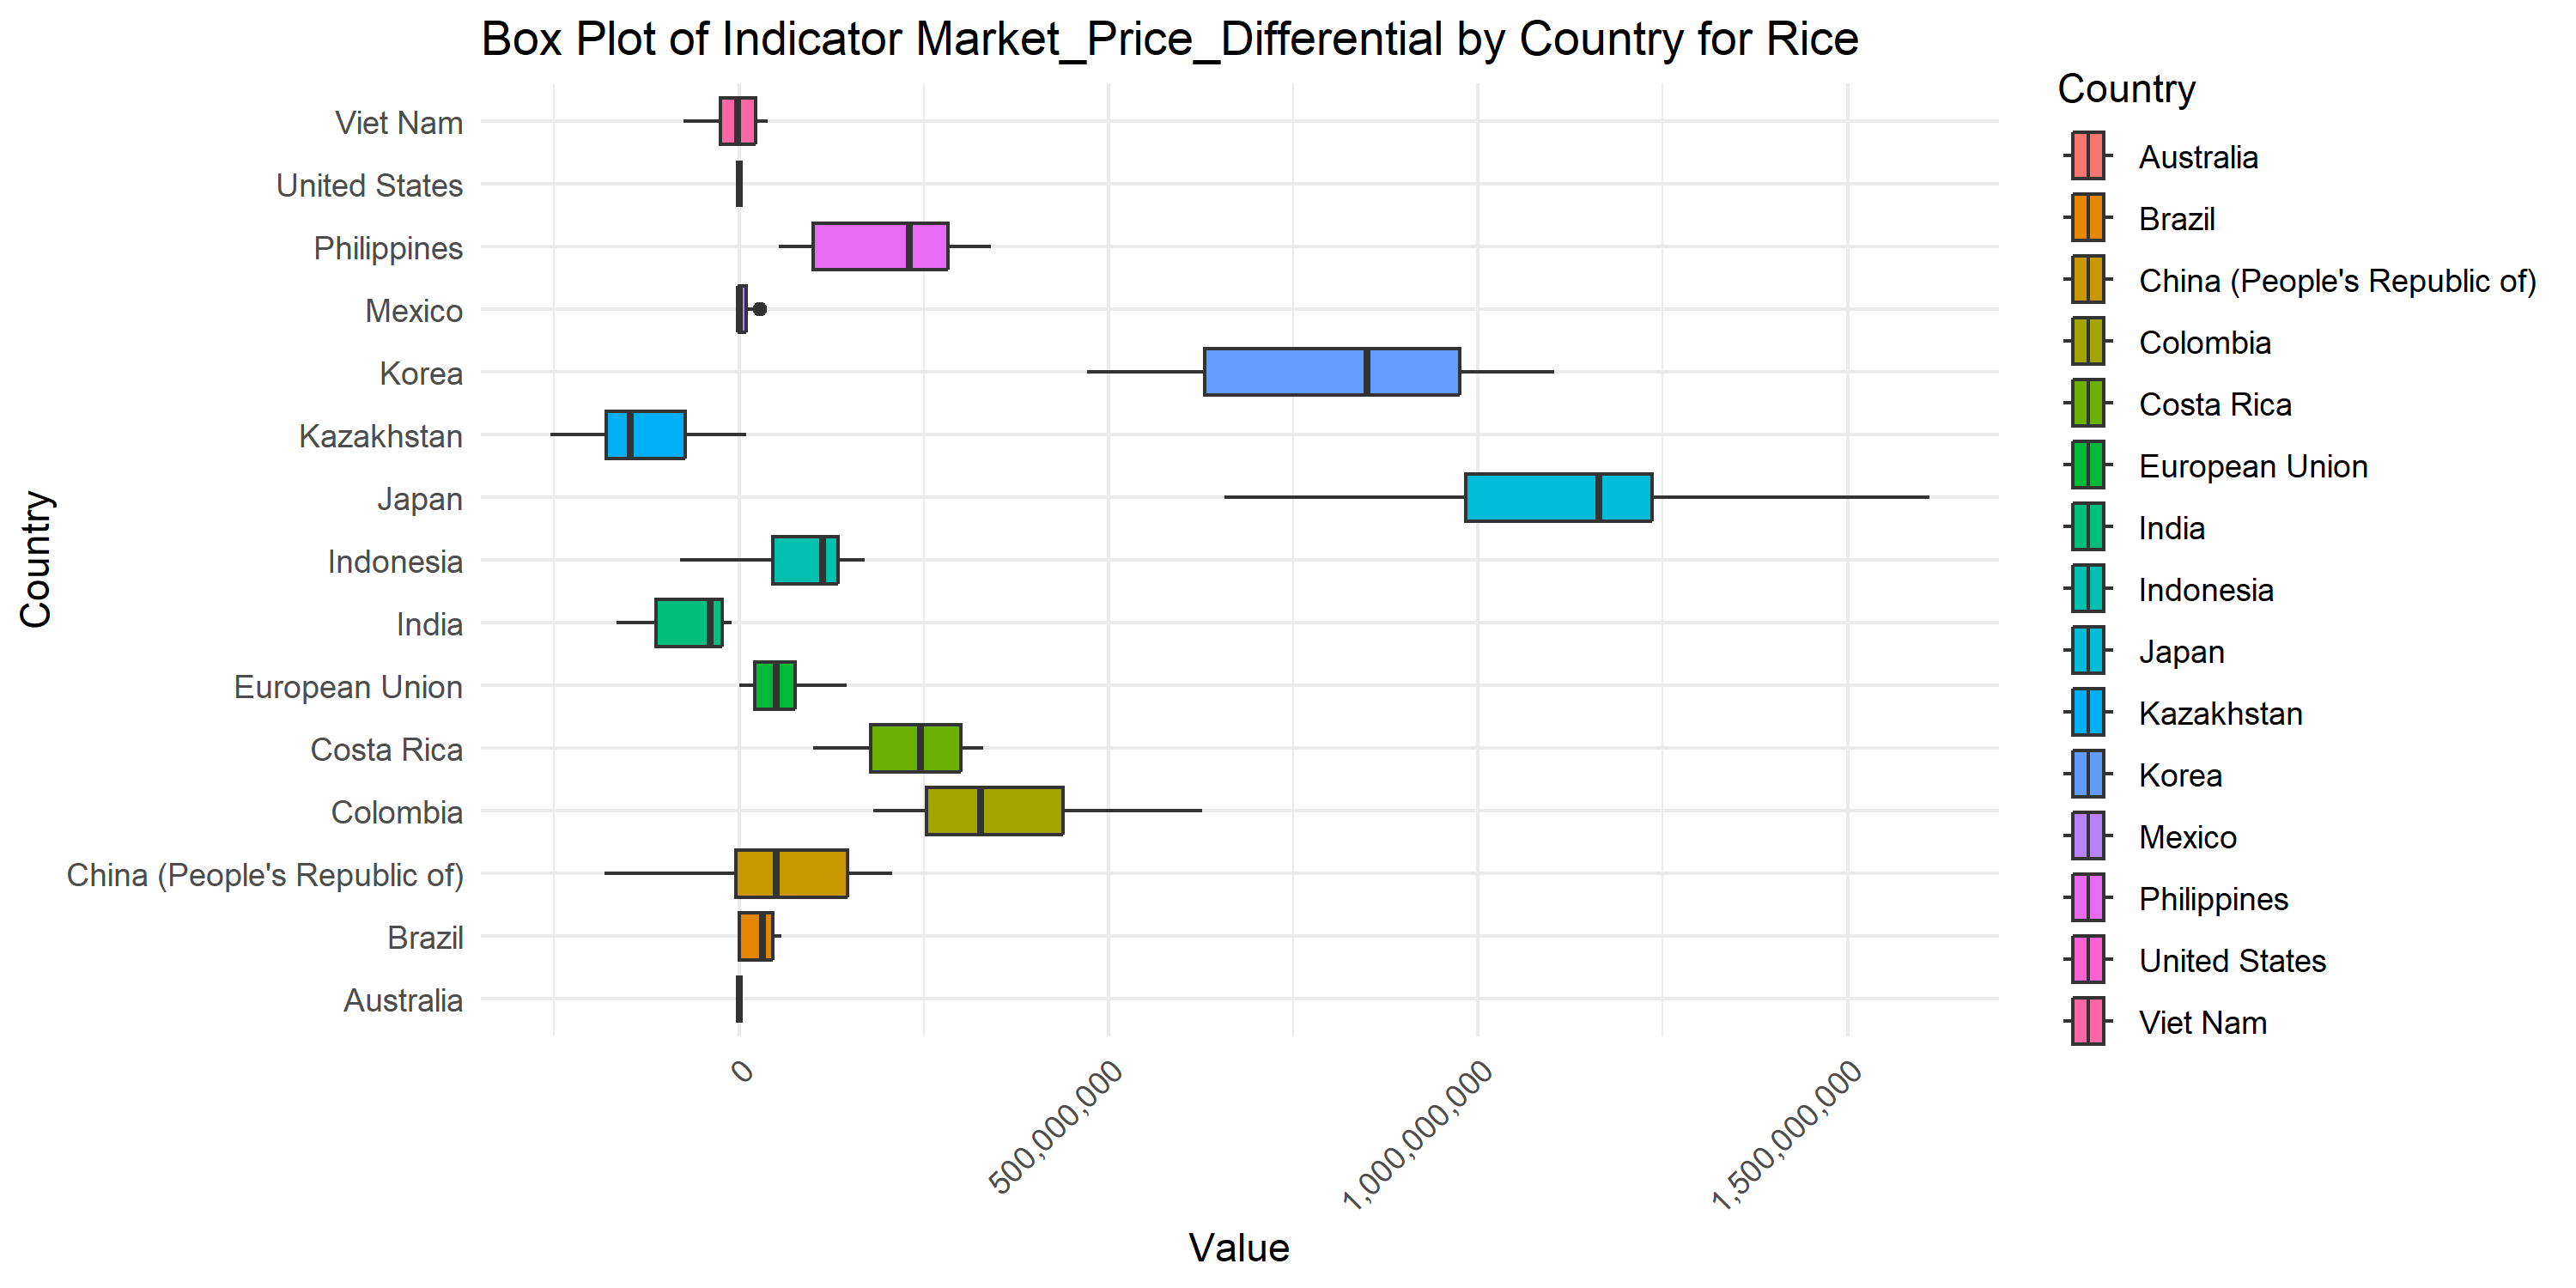 Box Plot of Indicator Market_Price_Differential by Country for Rice
Country
Viet Nam
United States
Philippines
Mexico
Korea
Kazakhstan
Japan
Indonesia
India
European Union
Costa Rica
Colombia
China (People's Republic of)
Brazil
Australia
0
500,000,000
1,000,000,000
1,500,000,000
Value
Country
Australia
Brazil
China (People's Republic of)
Colombia
Costa Rica
European Union
India
Indonesia
Japan
Kazakhstan
Korea
Mexico
Philippines
United States
Viet Nam